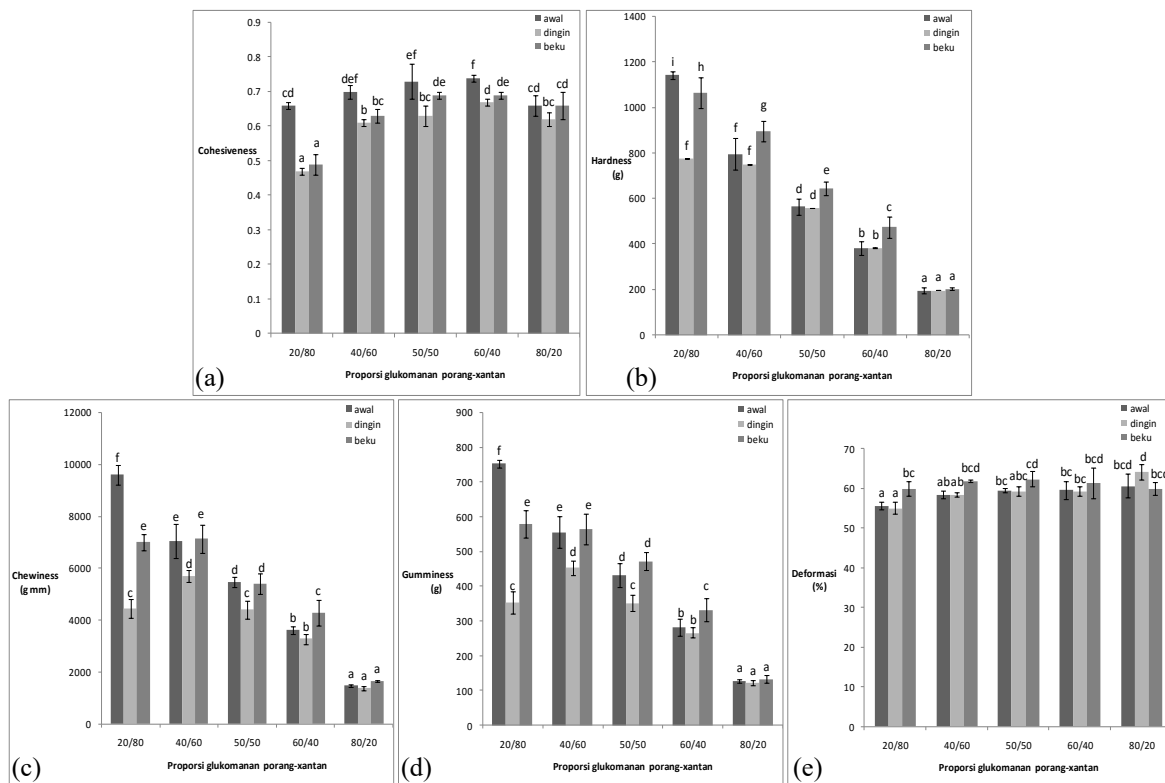 awal
dingin
beku
0.9
0.8
0.7
0.6
0.5
0.4
0.3
0.2
0.1
0
Cohesiveness
cd a a
def b bc
ef bc de
f d de
cd bc cd
20/80 40/60 50/50 60/40 80/20
Proporsi glukomanan porang-xantan
(a)
awal
dingin
beku
1400
1200
1000
800
600
400
200
0
Hardness
(g)
i f h
f f g
d d e
b b c
a a a
20/80 40/60 50/50 60/40 80/20
Proporsi glukomanan porang-xantan
(b)
awal
dingin
beku
12000
10000
8000
6000
4000
2000
0
Chewiness
(g mm)
f c e
e d e
d c d
b b c
a a a
20/80 40/60 50/50 60/40 80/20
Proporsi glukomanan porang-xantan
(c)
awal
dingin
beku
900
800
700
600
500
400
300
200
100
0
Gumminess
(g)
f c e
e d e
d c d
b b c
a a a
20/80 40/60 50/50 60/40 80/20
Proporsi glukomanan porang-xantan
(d)
awal
dingin
beku
70
60
50
40
30
20
10
0
Deformasi
(%)
a a bc
ab ab bcd
bc abc cd
bc bc bcd
bcd d bcd
20/80 40/60 50/50 60/40 80/20
Proporsi glukomanan porang-xantan
(e)